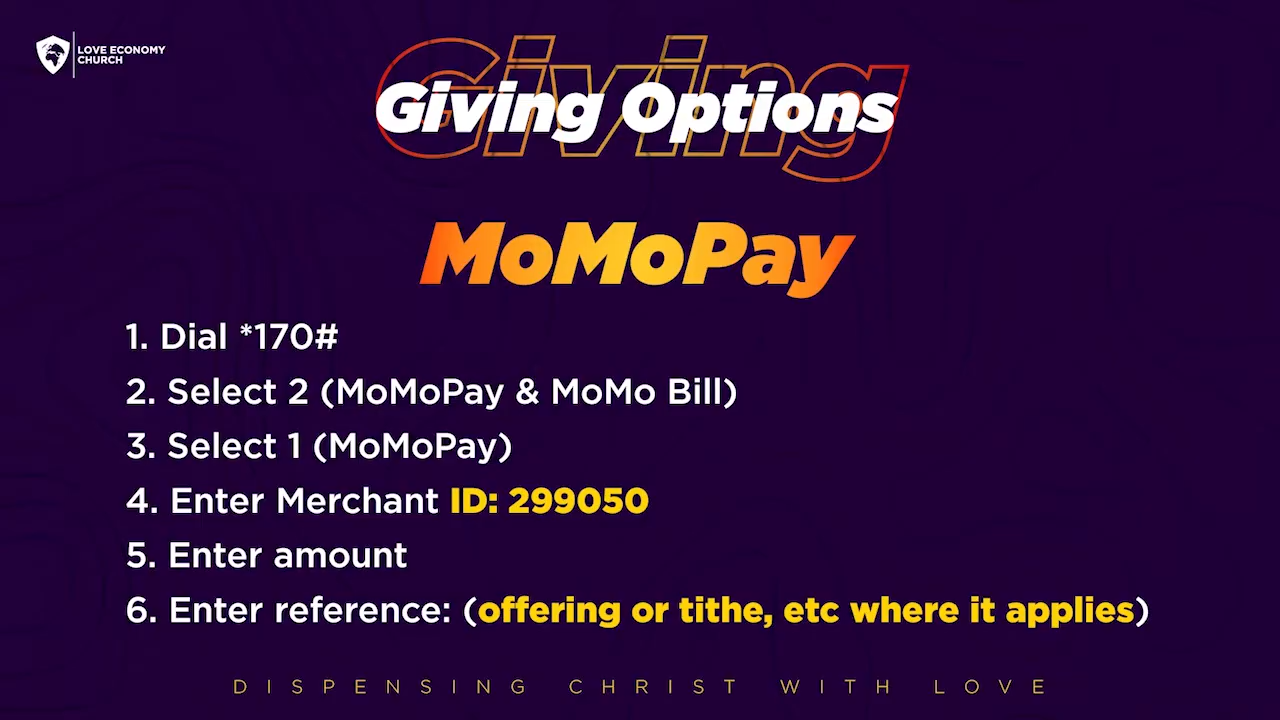 LOVE ECONOMY
CHURCH
Giving
Giving Options
MoMoPay
1. Dial *170#
2. Select 2 (MoMoPay & MoMo Bill)
3. Select 1 (MoMoPay)
4. Enter Merchant ID: 299050
5. Enter amount
6. Enter reference: (offering or tithe, etc where it applies)
DISPENSING CHRIST WITH LOVE